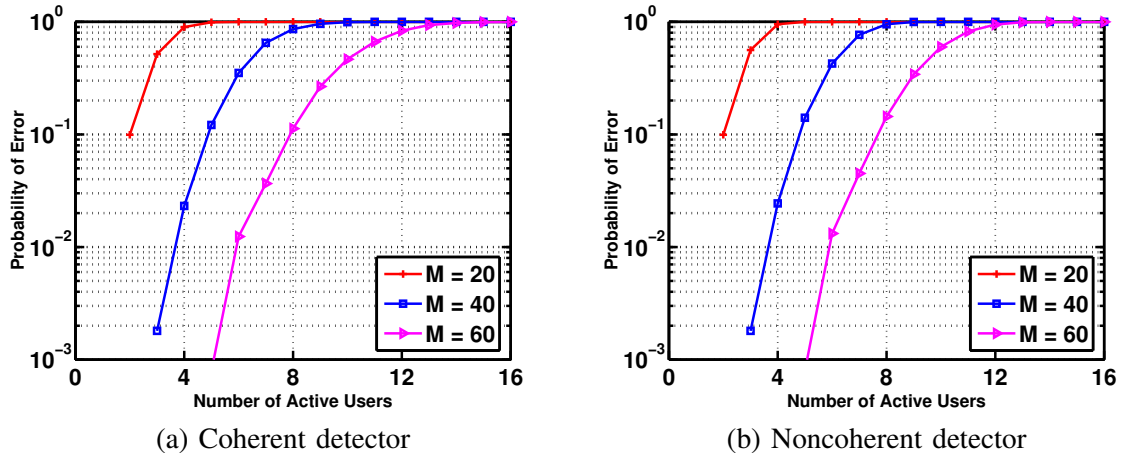 Probability of Error
10^0
10^-1
10^-2
10^-3
0
4
8
12
16
Number of Active Users
M = 20
M = 40
M = 60
(a) Coherent detector
Probability of Error
10^0
10^-1
10^-2
10^-3
0
4
8
12
16
Number of Active Users
M = 20
M = 40
M = 60
(b) Noncoherent detector